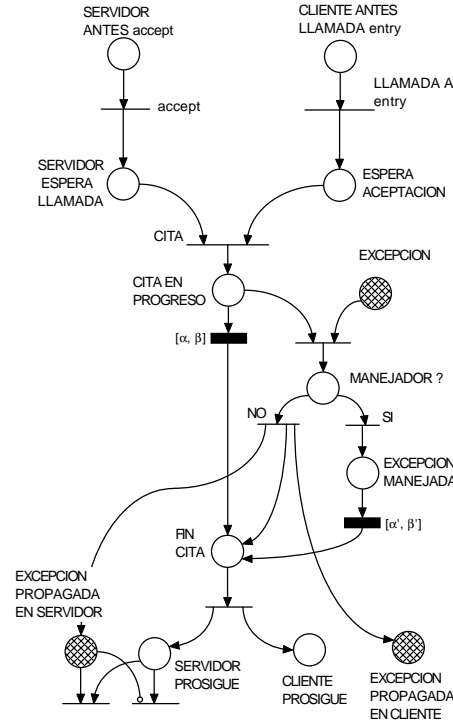 SERVIDOR
ANTES accept
CLIENTE ANTES
LLAMADA entry
accept
LLAMADA A
entry
SERVIDOR
ESPERA
LLAMADA
ESPERA
ACEPTACION
CITA
EXCEPCION
CITA EN
PROGRESO
[α, β]
MANEJADOR ?
NO
SI
EXCEPCION
MANEJADA
[α', β']
FIN
CITA
EXCEPCION
PROPAGADA
EN SERVIDOR
SERVIDOR
PROSIGUE
CLIENTE
PROSIGUE
EXCEPCION
PROPAGADA
EN CLIENTE